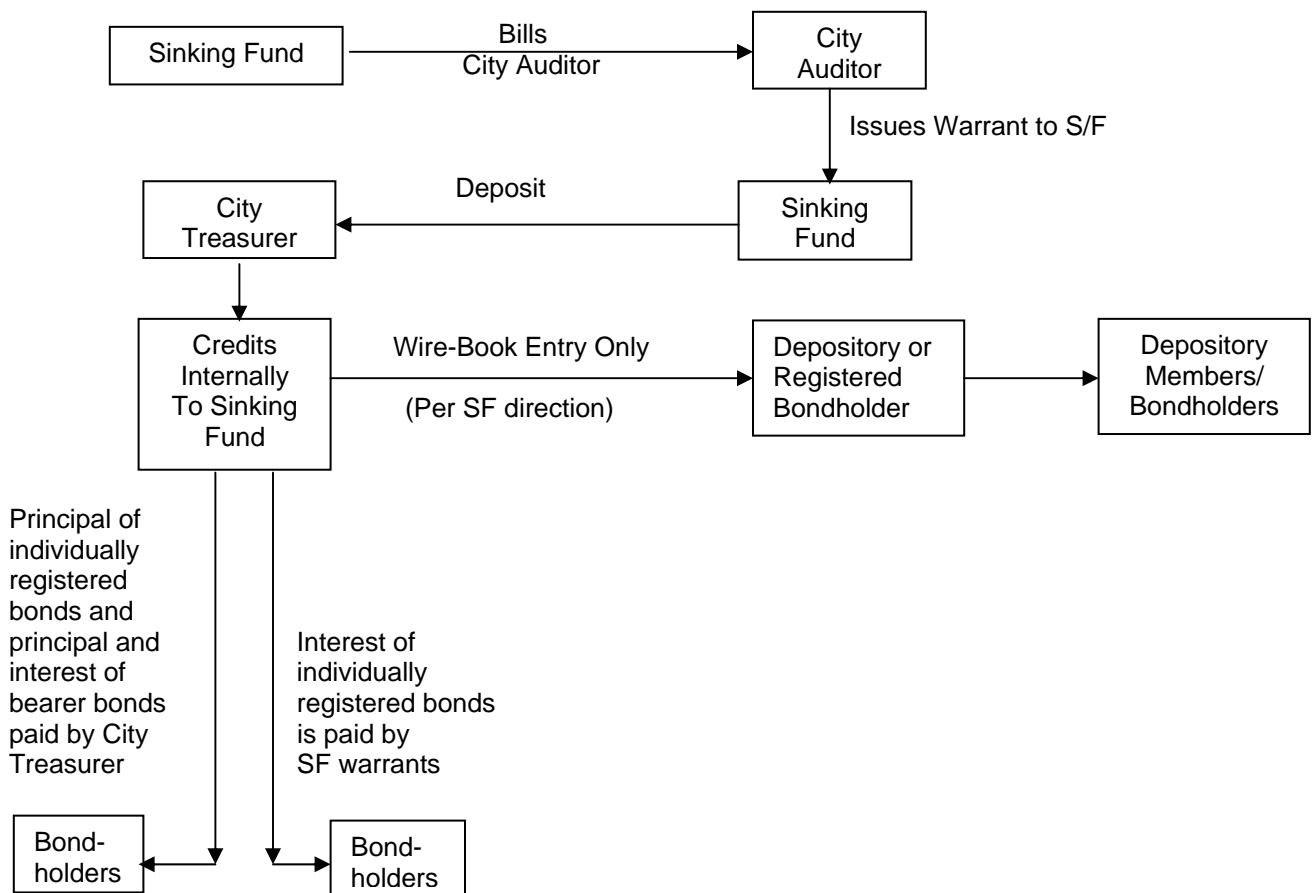 Sinking Fund
Bills
City Auditor
City
Auditor
Issues Warrant to S/F
Sinking
Fund
Deposit
City
Treasurer
Credits
Internally
To Sinking
Fund
Wire-Book Entry Only
(Per SF direction)
Depository or
Registered
Bondholder
Depository
Members/
Bondholders
Principal of
individually
registered
bonds and
principal and
interest of
bearer bonds
paid by City
Treasurer
Interest of
individually
registered bonds
is paid by
SF warrants
Bond-
holders
Bond-
holders